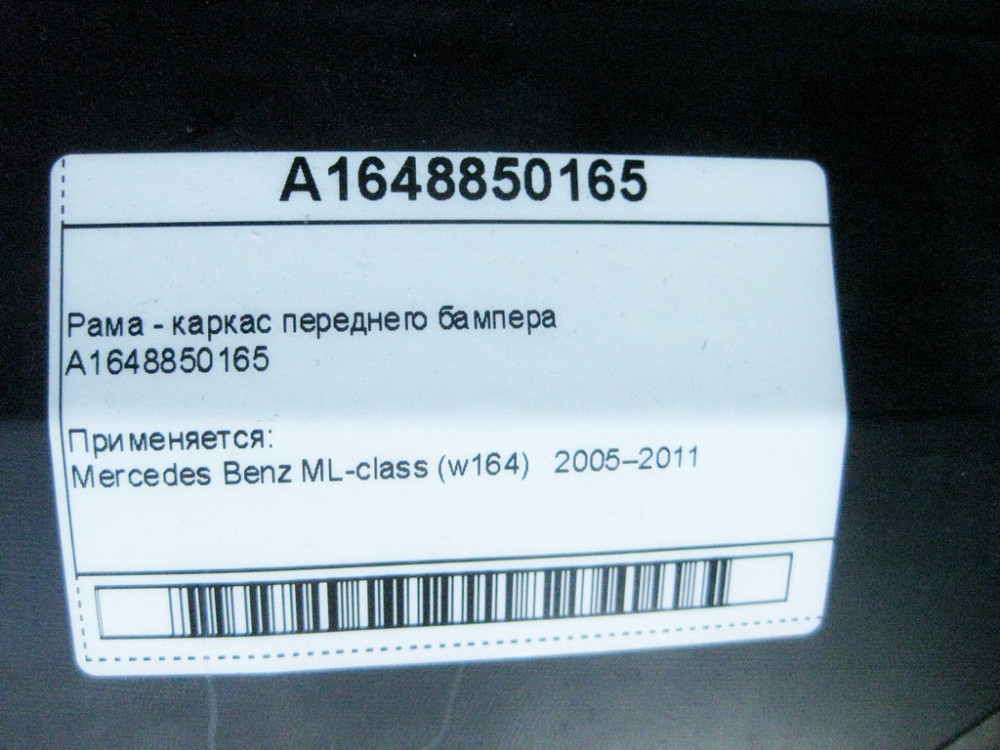 A1648850165
Рама - каркас переднего бампера
A1648850165
Применяется:
Mercedes Benz ML-class (w164) 2005–2011